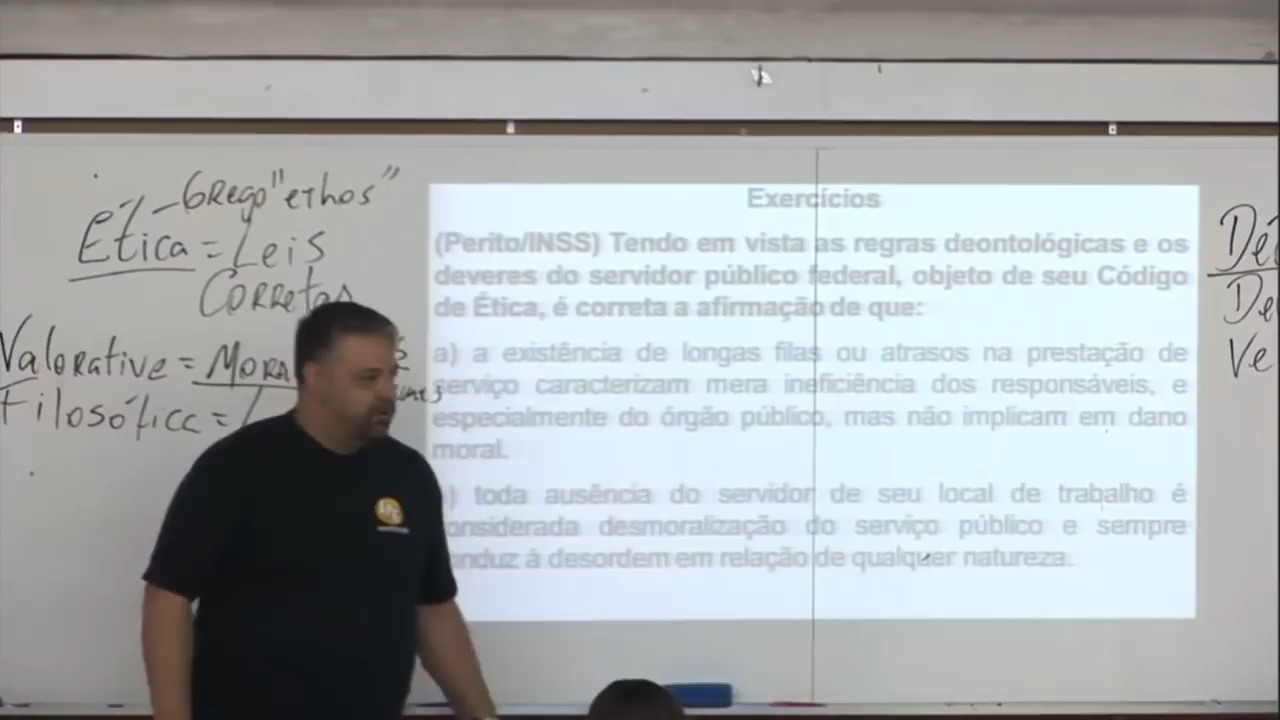 Grego "ethos"
Ética = Leis
Corretas
Valorative = Mora
Filosófica =
Exercícios
(Perito/INSS) Tendo em vista as regras deontológicas e os
deveres do servidor público federal, objeto de seu Código
de Ética, é correta a afirmação de que:
a) a existência de longas filas ou atrasos na prestação de
serviço caracterizam mera ineficiência dos responsáveis, e
especialmente do órgão público, mas não implicam em dano
moral.
) toda ausência do servidor de seu local de trabalho é
onsiderada desmoralização do serviço público e sempre
nduz à desordem em relação de qualquer natureza.
De
Ve